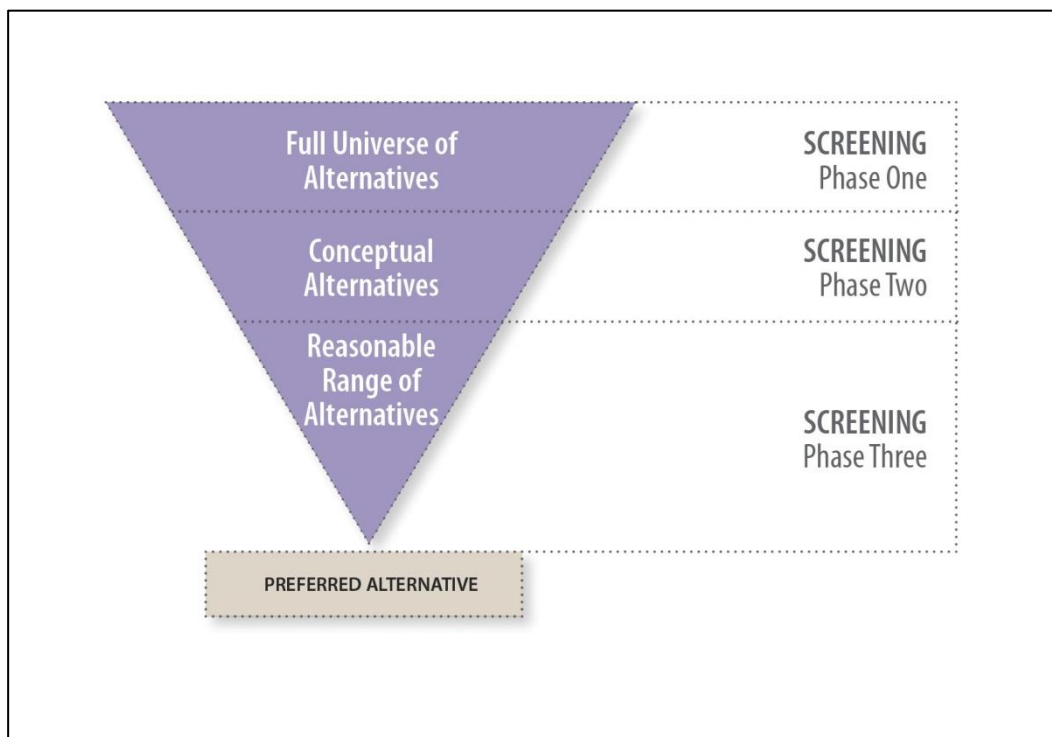 Full Universe of
Alternatives
SCREENING
Phase One
Conceptual
Alternatives
SCREENING
Phase Two
Reasonable
Range of
Alternatives
SCREENING
Phase Three
PREFERRED ALTERNATIVE